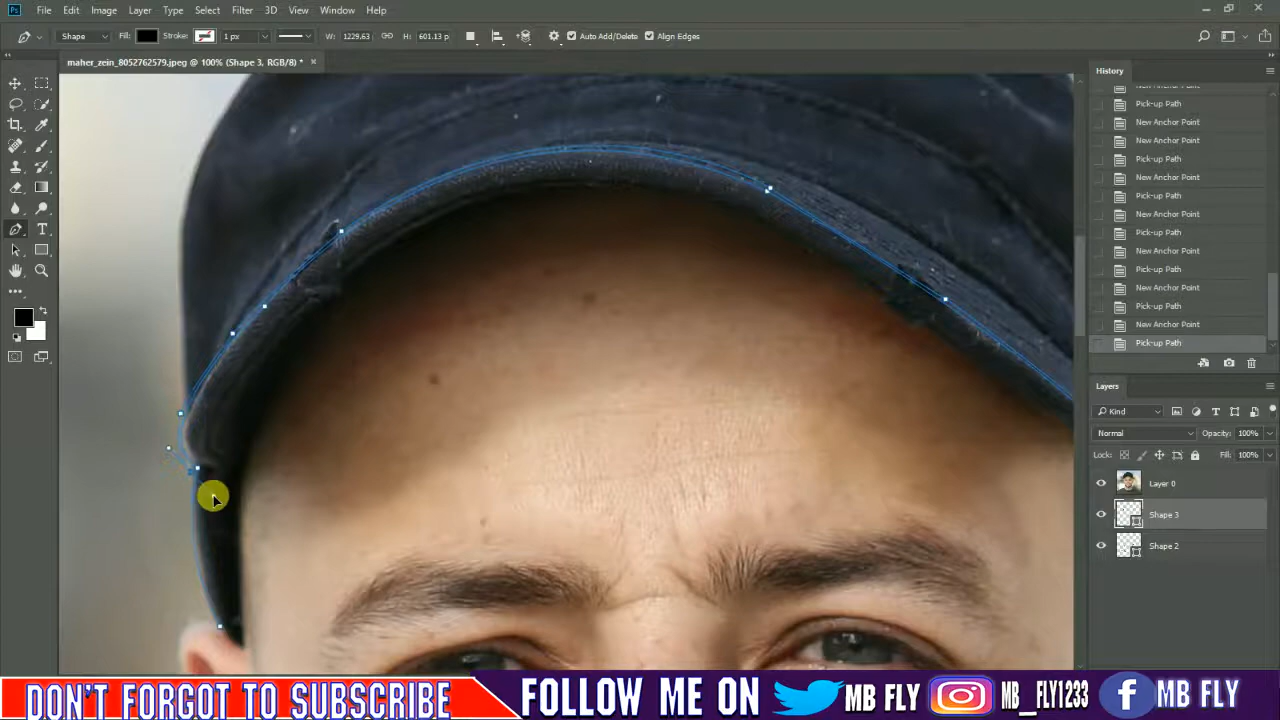 Ps File Edit Image Layer Type Select Filter 3D View Window Help
Shape Fill: Stroke: 1 px W: 1229.63 H: 601.13 p. Auto Add/Delete Align Edges
maher_zein_8052762579.jpeg @ 100% (Shape 3, RGB/8) * ×
History
Pick-up Path
New Anchor Point
New Anchor Point
Pick-up Path
New Anchor Point
Pick-up Path
New Anchor Point
Pick-up Path
New Anchor Point
Pick-up Path
New Anchor Point
Pick-up Path
New Anchor Point
Pick-up Path
Layers
Kind
Normal Opacity: 100%
Lock: Fill: 100%
Layer 0
Shape 3
Shape 2
DON'T FORGOT TO SUBSCRIBE FOLLOW ME ON MB FLY MB_FLY1233 MB FLY